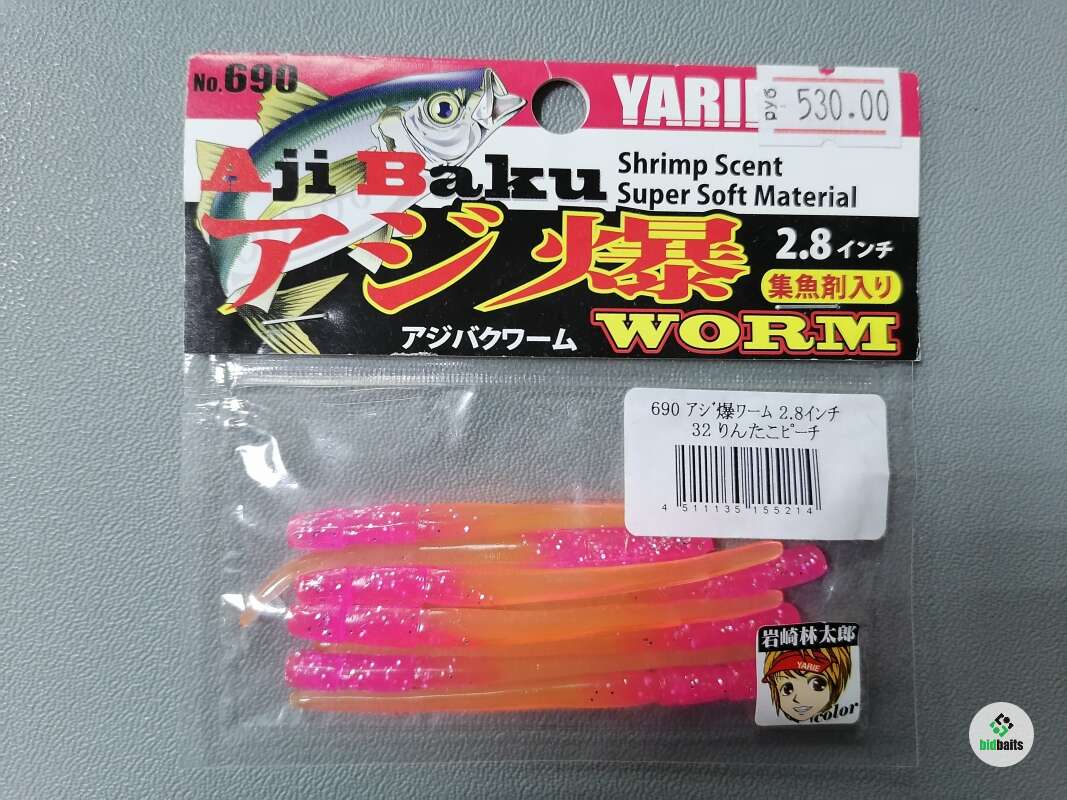 No.690
YARIE
руб 530.00
Aji Baku
Shrimp Scent
Super Soft Material
アジ爆
2.8インチ
集魚剤入り
アジバクワーム
WORM
690 アジ爆ワーム 2.8インチ
32 りんたこピーチ
4 511135 155214
岩崎林太郎
YARIE
color
bidbaits